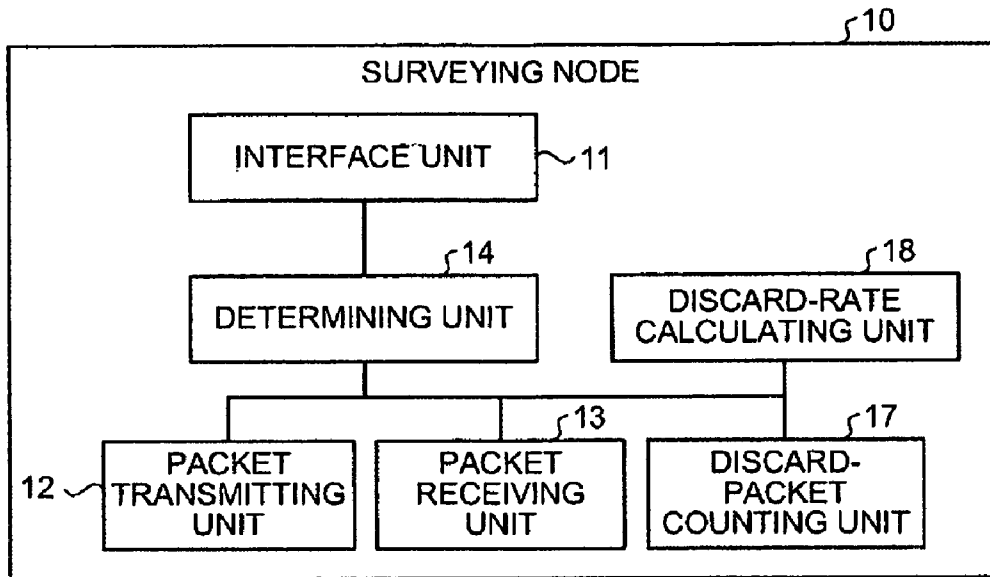 10
SURVEYING NODE
INTERFACE UNIT
11
14
DETERMINING UNIT
18
DISCARD-RATE
CALCULATING UNIT
12
PACKET
TRANSMITTING
UNIT
13
PACKET
RECEIVING
UNIT
17
DISCARD-
PACKET
COUNTING UNIT